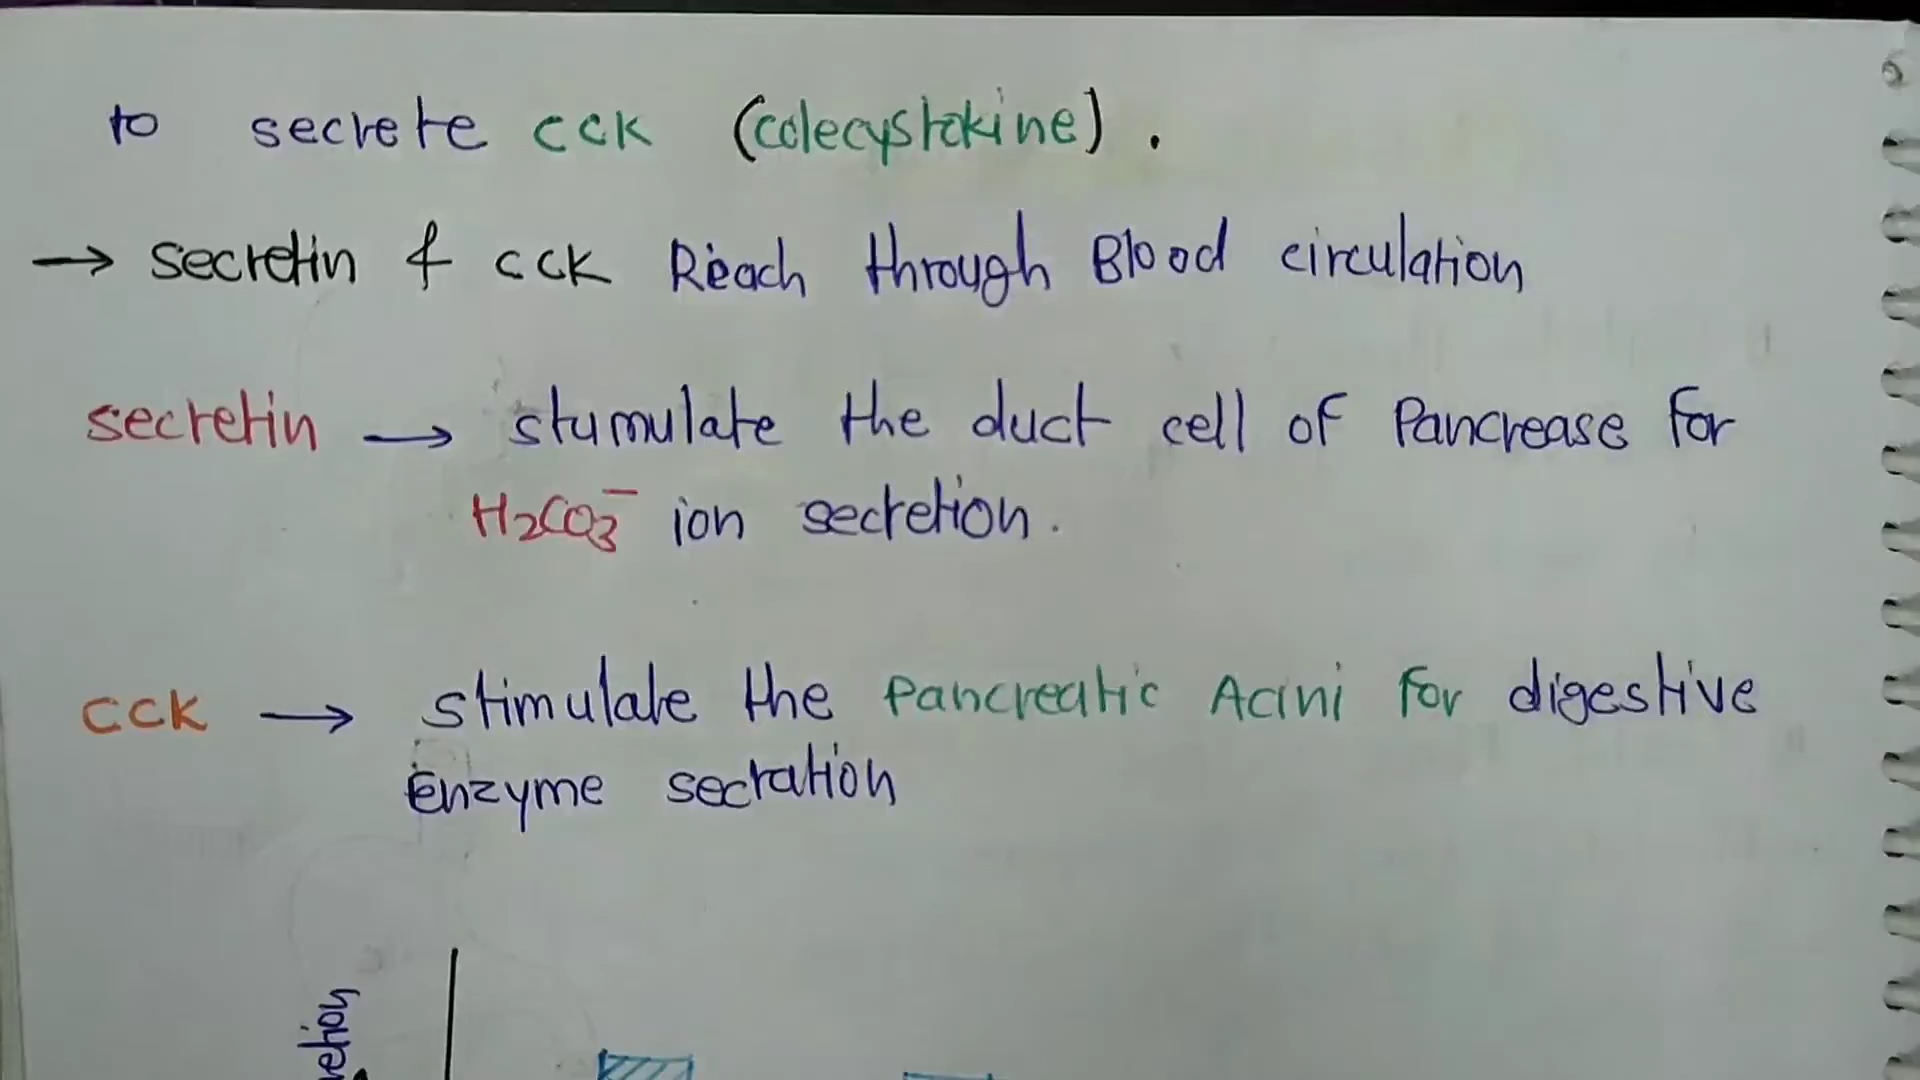 to secrete CCK (colecystokine).
→ secretin & CCK Reach through Blood circulation
secretin → stumulate the duct cell of Pancrease for
H2CO3⁻ ion secretion.
CCK → stimulate the Pancreatic Acini for digestive
Enzyme secration